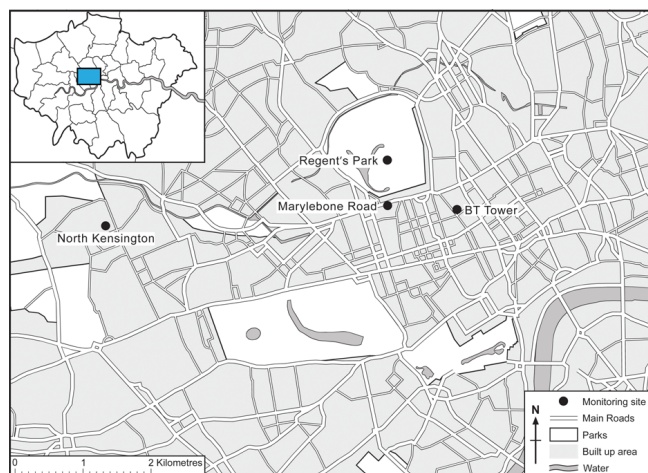 Regent's Park
Marylebone Road
BT Tower
North Kensington
N
Monitoring site
Main Roads
Parks
Built up area
Water
0 1 2 Kilometres